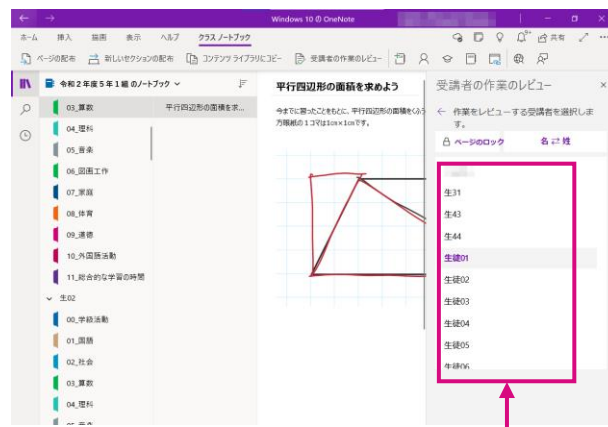 Windows 10 の OneNote
ホーム 挿入 描画 表示 ヘルプ クラス ノートブック
共有
ページの配布 新しいセクションの配布 コンテンツ ライブラリにコピー 受講者の作業のレビュー
令和2年度5年1組 のノートブック
03_算数
04_理科
05_音楽
06_図画工作
07_家庭
08_体育
09_道徳
10_外国語活動
11_総合的な学習の時間
生02
00_学級活動
01_国語
02_社会
03_算数
04_理科
05_音楽
平行四辺形の面積を求...
平行四辺形の面積を求めよう
今までに習ったことをもとに、平行四辺形の面積をくふう
方眼紙の1コマは1cm×1cmです。
受講者の作業のレビュー
作業をレビューする受講者を選択しま
す。
ページのロック 名 ⇄ 姓
生31
生43
生44
生徒01
生徒02
生徒03
生徒04
生徒05
生徒06